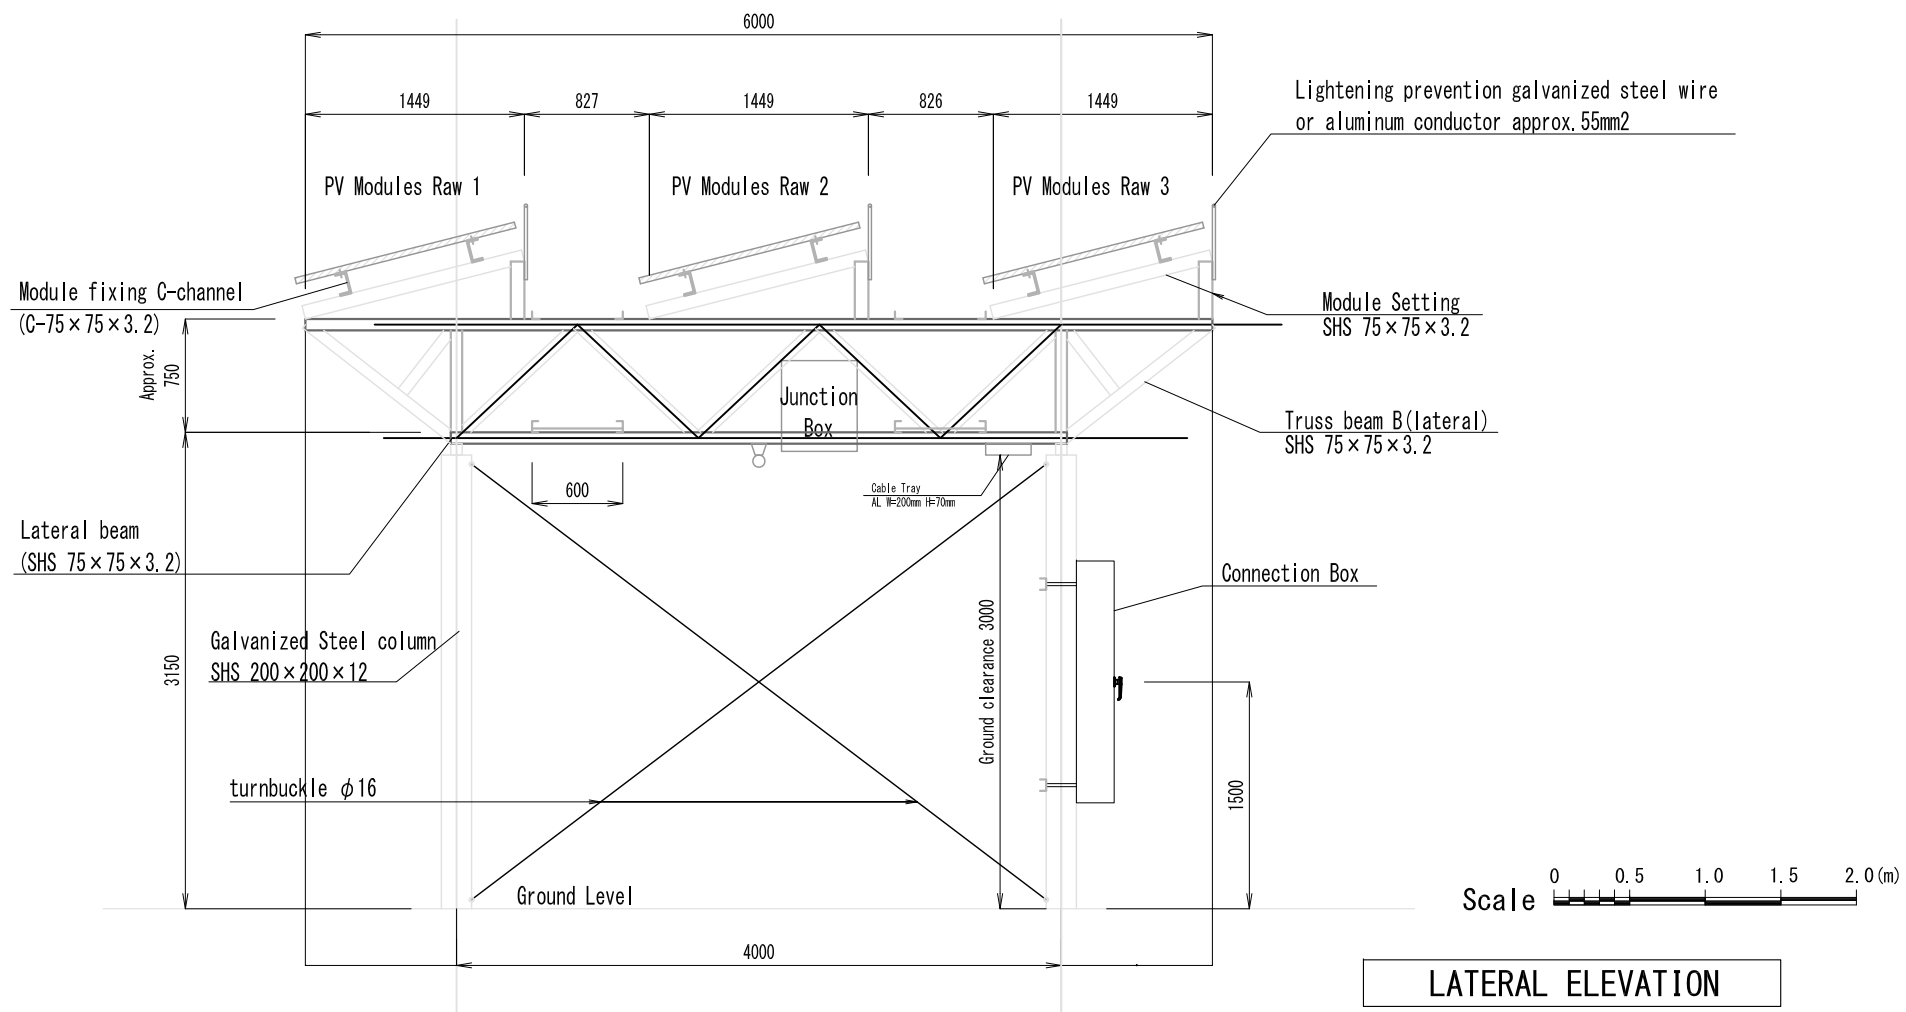 6000
1449
827
1449
826
1449
Lightening prevention galvanized steel wire
or aluminum conductor approx.55mm2
PV Modules Raw 1
PV Modules Raw 2
PV Modules Raw 3
Module fixing C-channel
(C-75×75×3.2)
Module Setting
SHS 75×75×3.2
Approx.
750
Junction
Box
Truss beam B(lateral)
SHS 75×75×3.2
600
Cable Tray
AL W=200mm H=70mm
Lateral beam
(SHS 75×75×3.2)
Connection Box
Galvanized Steel column
SHS 200×200×12
3150
Ground clearance 3000
turnbuckle φ16
1500
Ground Level
Scale
0 0.5 1.0 1.5 2.0(m)
4000
LATERAL ELEVATION